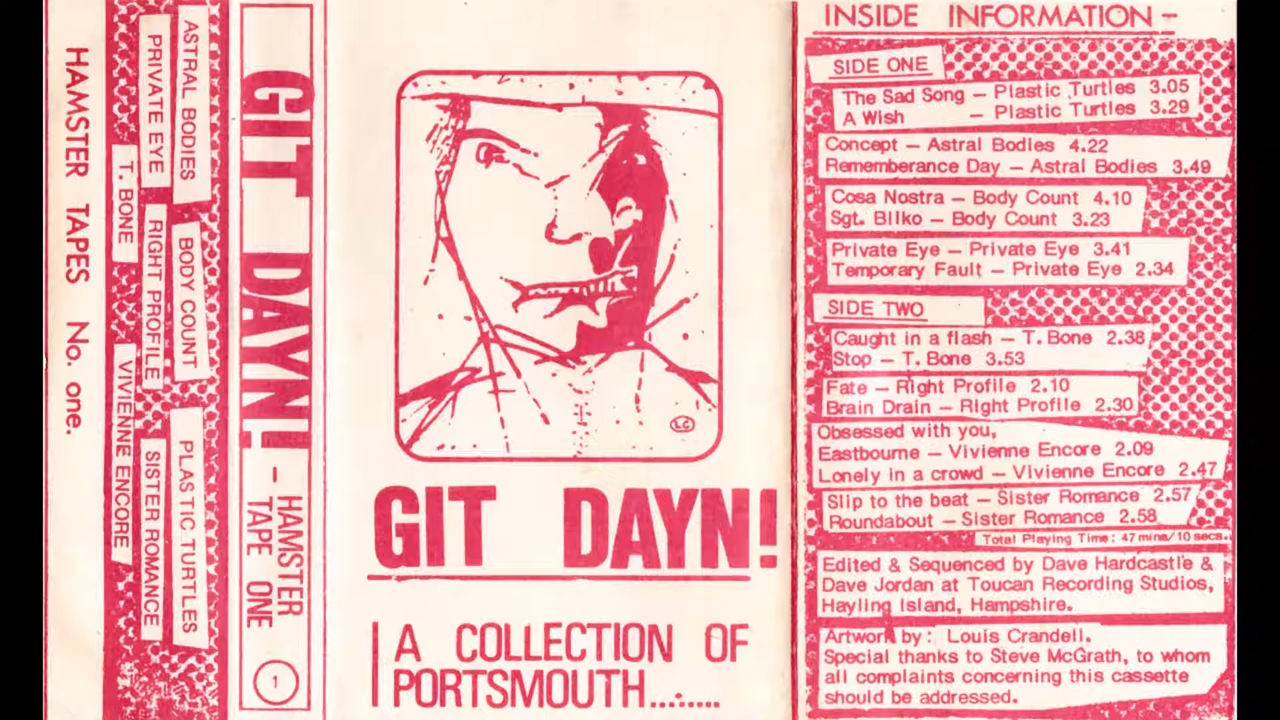 HAMSTER TAPES No. one.
ASTRAL BODIES
PRIVATE EYE
T. BONE
BODY COUNT
RIGHT PROFILE
VIVIENNE ENCORE
PLASTIC TURTLES
SISTER ROMANCE
GIT DAYN! - HAMSTER
TAPE ONE
1
LC
GIT DAYN!
A COLLECTION OF
PORTSMOUTH........
INSIDE INFORMATION -
SIDE ONE
The Sad Song - Plastic Turtles 3.05
A Wish - Plastic Turtles 3.29
Concept - Astral Bodies 4.22
Rememberance Day - Astral Bodies 3.49
Cosa Nostra - Body Count 4.10
Sgt. Bilko - Body Count 3.23
Private Eye - Private Eye 3.41
Temporary Fault - Private Eye 2.34
SIDE TWO
Caught in a flash - T. Bone 2.38
Stop - T. Bone 3.53
Fate - Right Profile 2.10
Brain Drain - Right Profile 2.30
Obsessed with you,
Eastbourne - Vivienne Encore 2.09
Lonely in a crowd - Vivienne Encore 2.47
Slip to the beat - Sister Romance 2.57
Roundabout - Sister Romance 2.58
Total Playing Time: 47 mins/10 secs.
Edited & Sequenced by Dave Hardcastle &
Dave Jordan at Toucan Recording Studios,
Hayling Island, Hampshire.
Artwork by: Louis Crandell.
Special thanks to Steve McGrath, to whom
all complaints concerning this cassette
should be addressed.